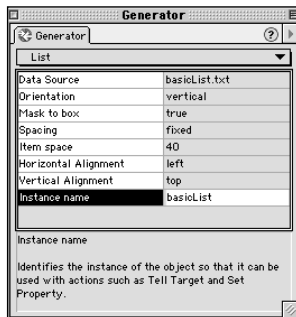 Generator
Generator ?
List
Data Source basicList.txt
Orientation vertical
Mask to box true
Spacing fixed
Item space 40
Horizontal Alignment left
Vertical Alignment top
Instance name basicList
Instance name
Identifies the instance of the object so that it can be
used with actions such as Tell Target and Set
Property.